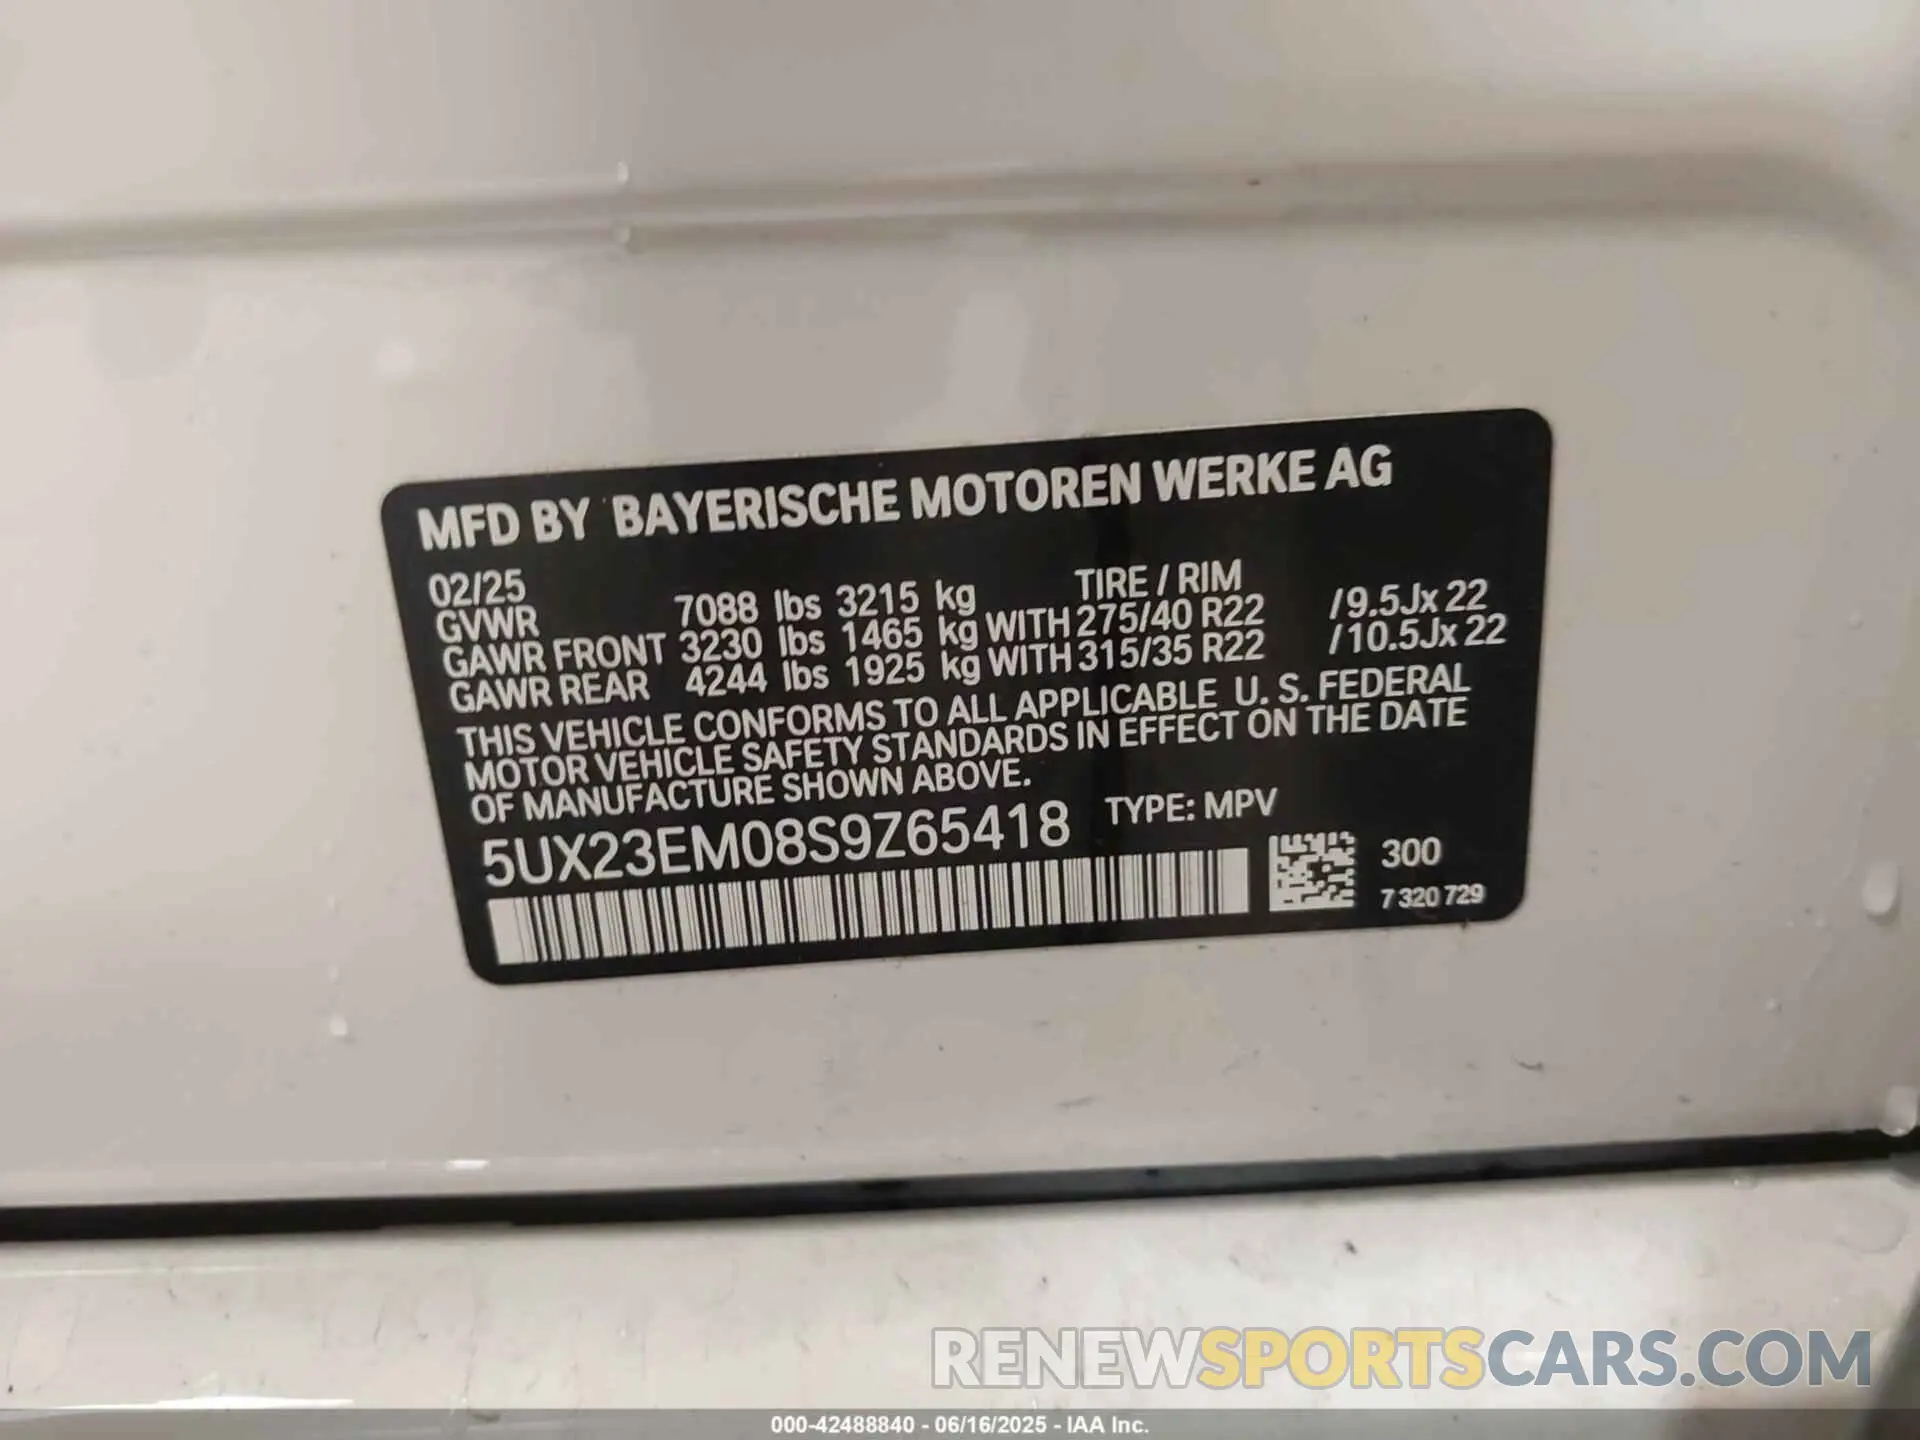 MFD BY BAYERISCHE MOTOREN WERKE AG
02/25 TIRE / RIM
GVWR 7088 lbs 3215 kg
GAWR FRONT 3230 lbs 1465 kg WITH 275/40 R22 /9.5Jx 22
GAWR REAR 4244 lbs 1925 kg WITH 315/35 R22 /10.5Jx 22
THIS VEHICLE CONFORMS TO ALL APPLICABLE U. S. FEDERAL
MOTOR VEHICLE SAFETY STANDARDS IN EFFECT ON THE DATE
OF MANUFACTURE SHOWN ABOVE.
5UX23EM08S9Z65418 TYPE: MPV
300
7 320 729
RENEWSPORTSCARS.COM
000-42488840 - 06/16/2025 - IAA Inc.